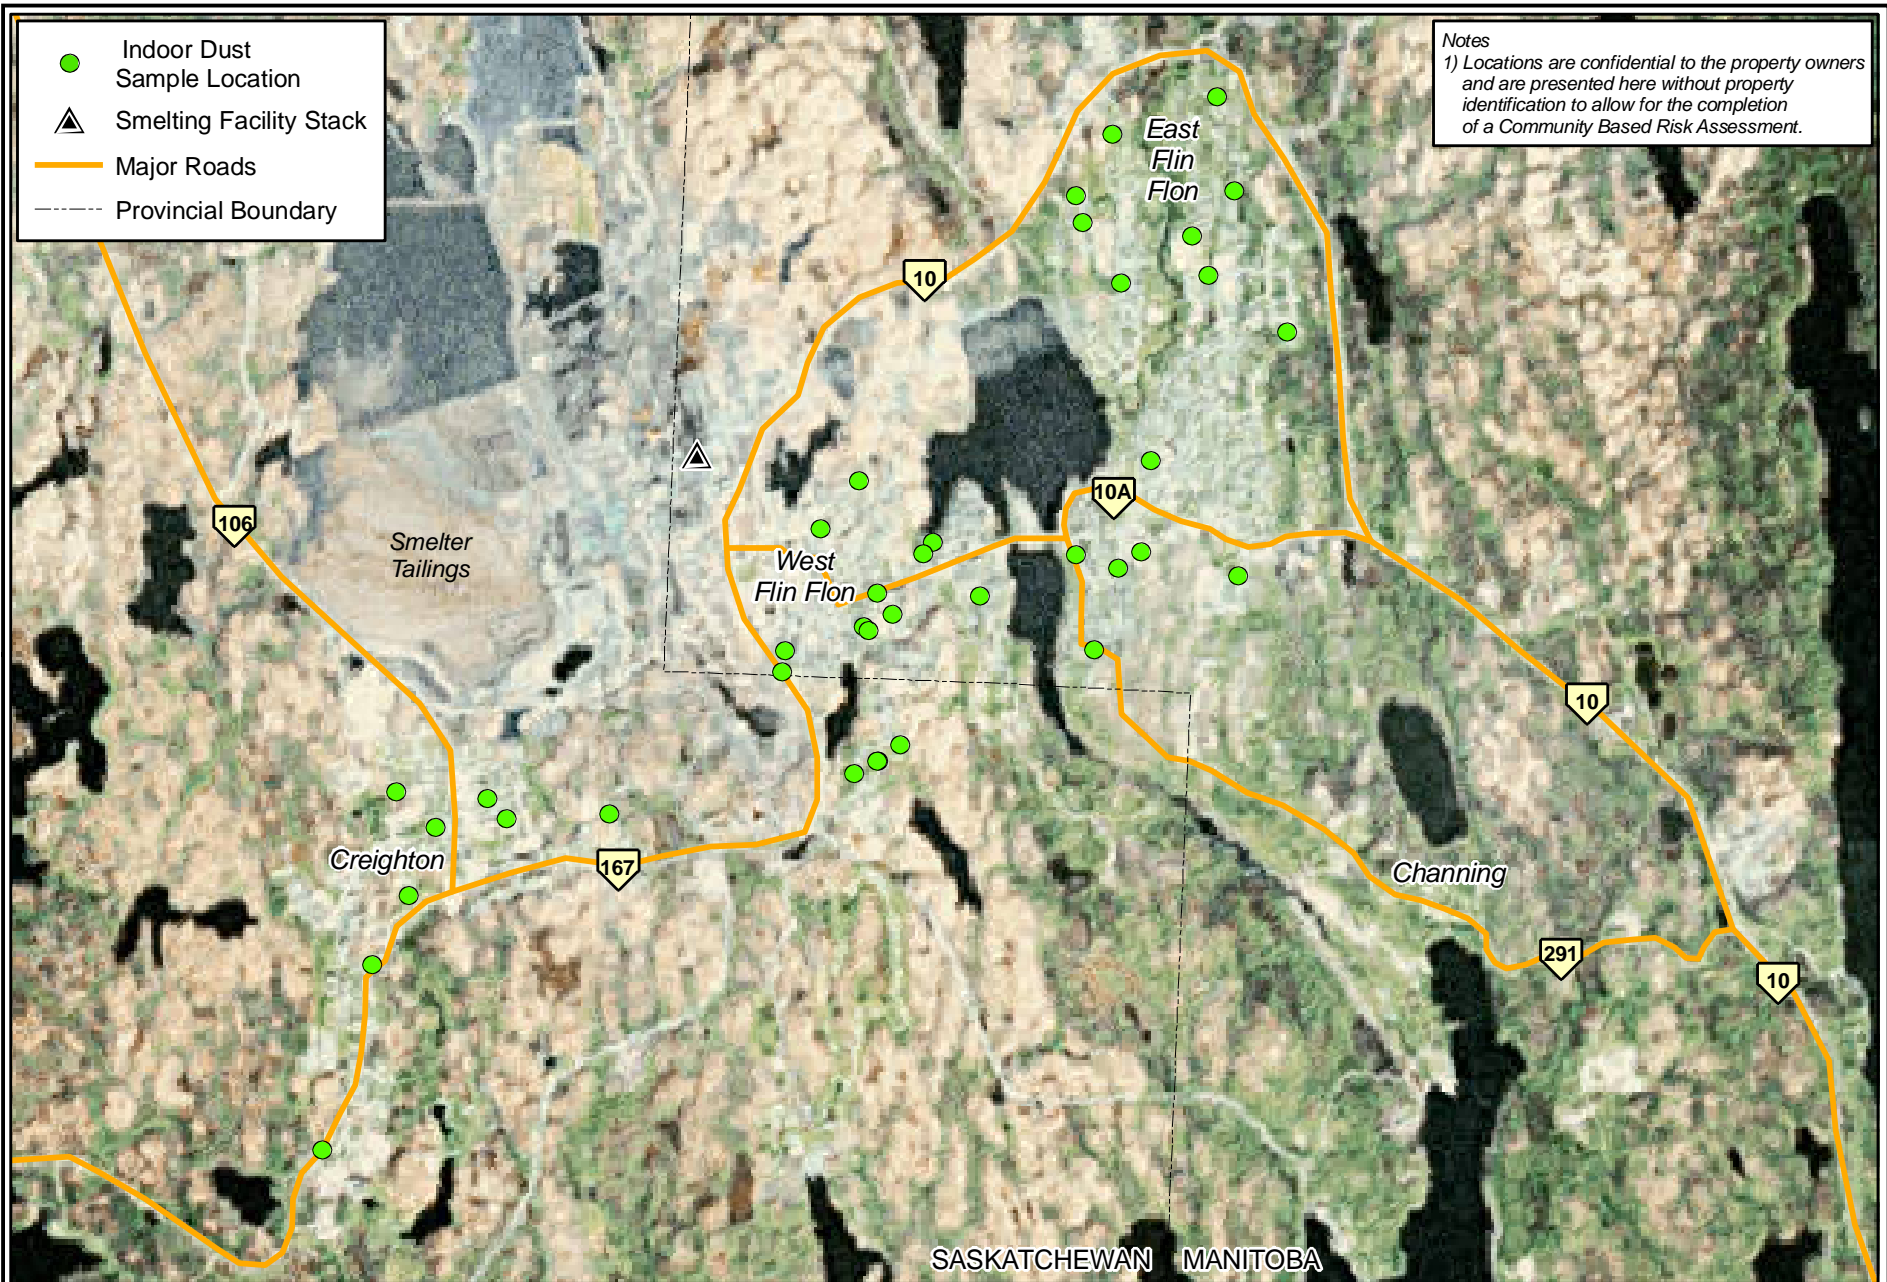 Indoor Dust
Sample Location
Smelting Facility Stack
Major Roads
Provincial Boundary
Notes
1) Locations are confidential to the property owners
and are presented here without property
identification to allow for the completion
of a Community Based Risk Assessment.
East
Flin
Flon
10
10A
106
Smelter
Tailings
West
Flin Flon
10
Creighton
167
Channing
291
10
SASKATCHEWAN MANITOBA